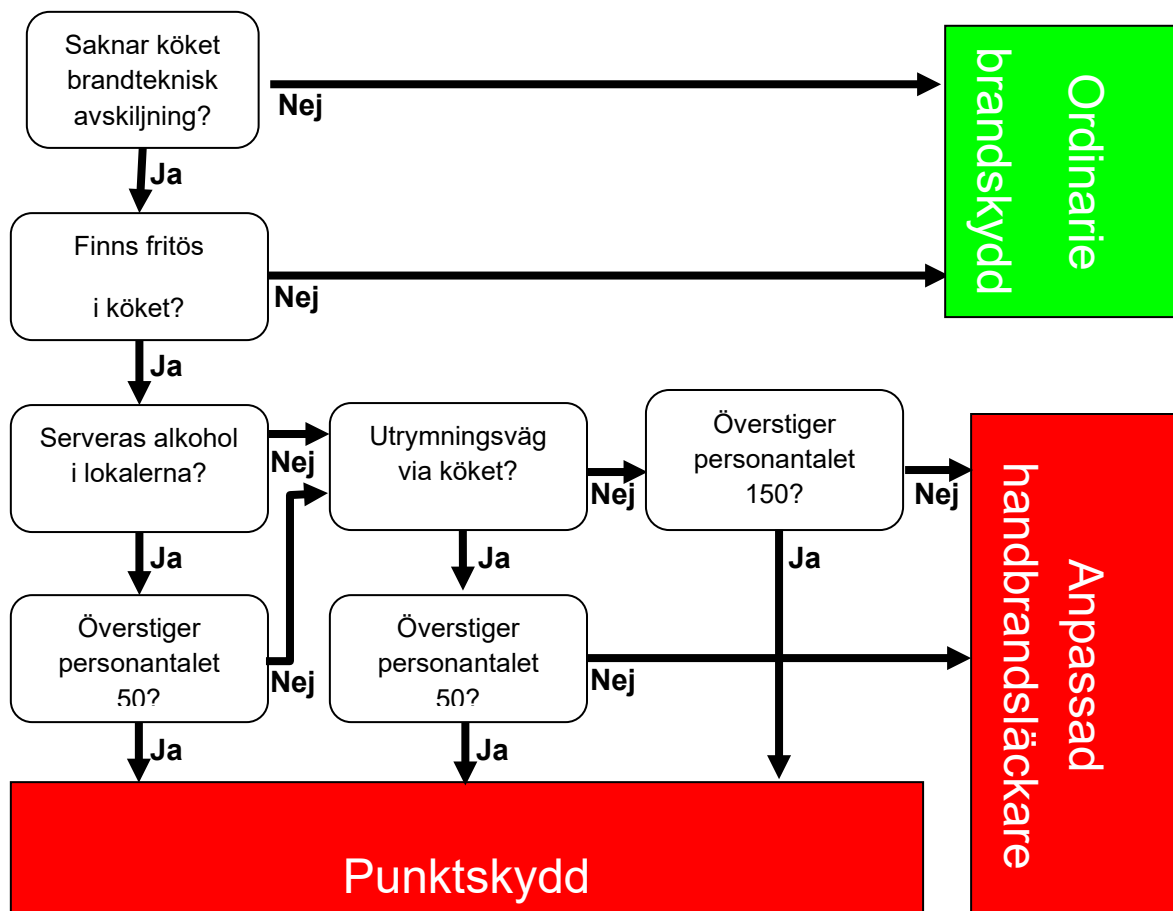 Saknar köket
brandteknisk
avskiljning?
Nej
Ordinarie
brandskydd
Ja
Finns fritös
i köket?
Nej
Ja
Serveras alkohol
i lokalerna?
Nej
Utrymningsväg
via köket?
Nej
Överstiger
personantalet
150?
Nej
Anpassad
handbrandsläckare
Ja
Ja
Ja
Överstiger
personantalet
50?
Nej
Överstiger
personantalet
50?
Nej
Ja
Ja
Punktskydd